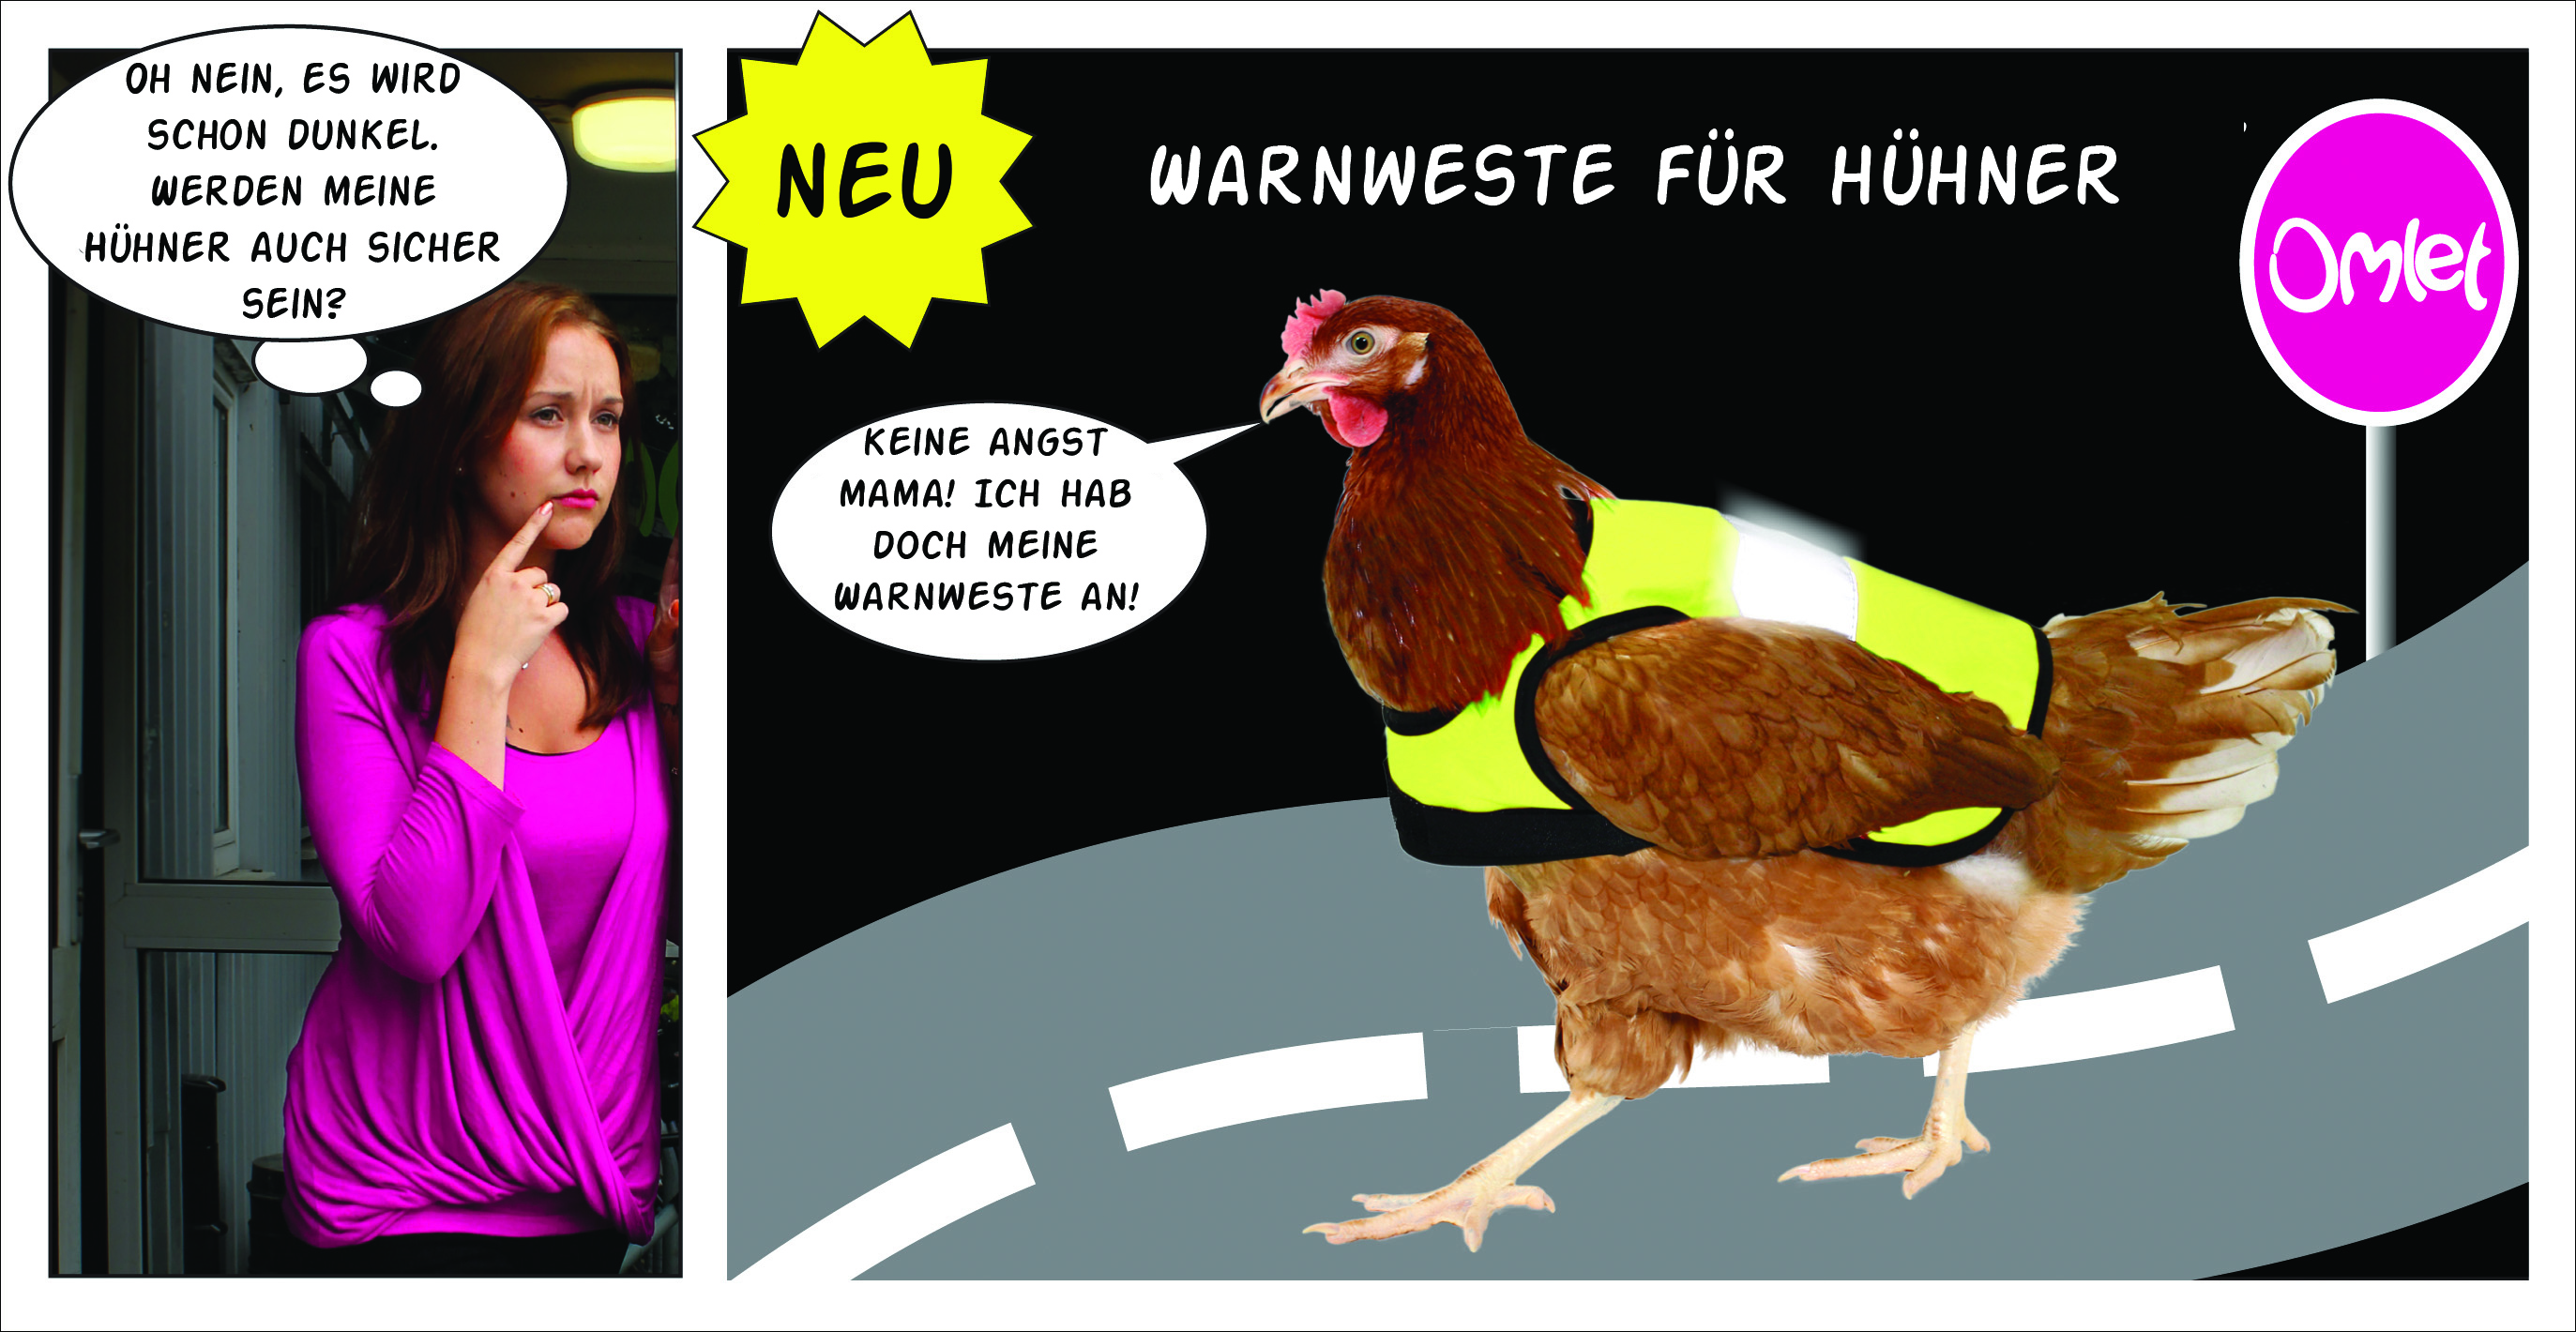 OH NEIN, ES WIRD
SCHON DUNKEL.
WERDEN MEINE
HÜHNER AUCH SICHER
SEIN?
NEU
WARNWESTE FÜR HÜHNER
Omlet
KEINE ANGST
MAMA! ICH HAB
DOCH MEINE
WARNWESTE AN!